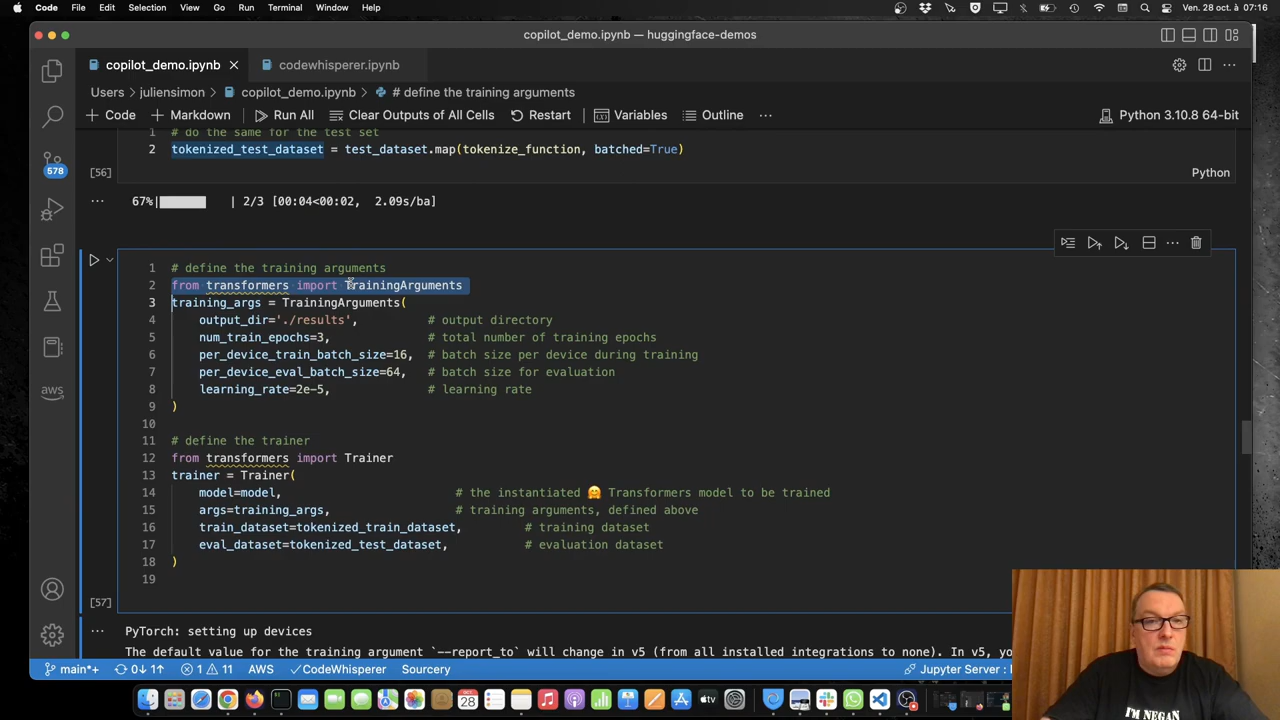 Code File Edit Selection View Go Run Terminal Window Help Ven. 28 oct. à 07:16
copilot_demo.ipynb — huggingface-demos
copilot_demo.ipynb codewhisperer.ipynb
Users > juliensimon > copilot_demo.ipynb > # define the training arguments
+ Code + Markdown Run All Clear Outputs of All Cells Restart Variables Outline ··· Python 3.10.8 64-bit
1 # do the same for the test set
2 tokenized_test_dataset = test_dataset.map(tokenize_function, batched=True)
[56] Python
··· 67%| | 2/3 [00:04<00:02, 2.09s/ba]
578
1 # define the training arguments
2 from transformers import TrainingArguments
3 training_args = TrainingArguments(
4 output_dir='./results', # output directory
5 num_train_epochs=3, # total number of training epochs
6 per_device_train_batch_size=16, # batch size per device during training
7 per_device_eval_batch_size=64, # batch size for evaluation
8 learning_rate=2e-5, # learning rate
9 )
10
11 # define the trainer
12 from transformers import Trainer
13 trainer = Trainer(
14 model=model, # the instantiated 🤗 Transformers model to be trained
15 args=training_args, # training arguments, defined above
16 train_dataset=tokenized_train_dataset, # training dataset
17 eval_dataset=tokenized_test_dataset, # evaluation dataset
18 )
19
aws
[57]
··· PyTorch: setting up devices
The default value for the training argument `--report_to` will change in v5 (from all installed integrations to none). In v5, yo
main*+ 0↓ 1↑ 1 11 AWS ✓ CodeWhisperer Sourcery Jupyter Server :
OCT
28
tv
I'M NEGAN